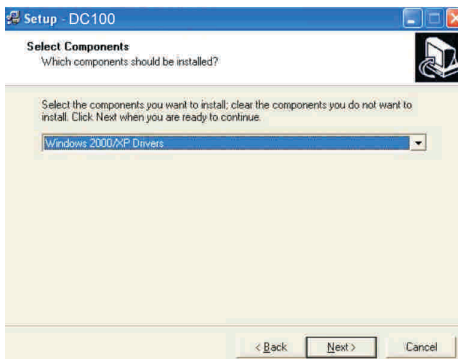 Setup - DC100
Select Components
Which components should be installed?
Select the components you want to install; clear the components you do not want to
install. Click Next when you are ready to continue.
Windows 2000/XP Drivers
< Back
Next >
Cancel